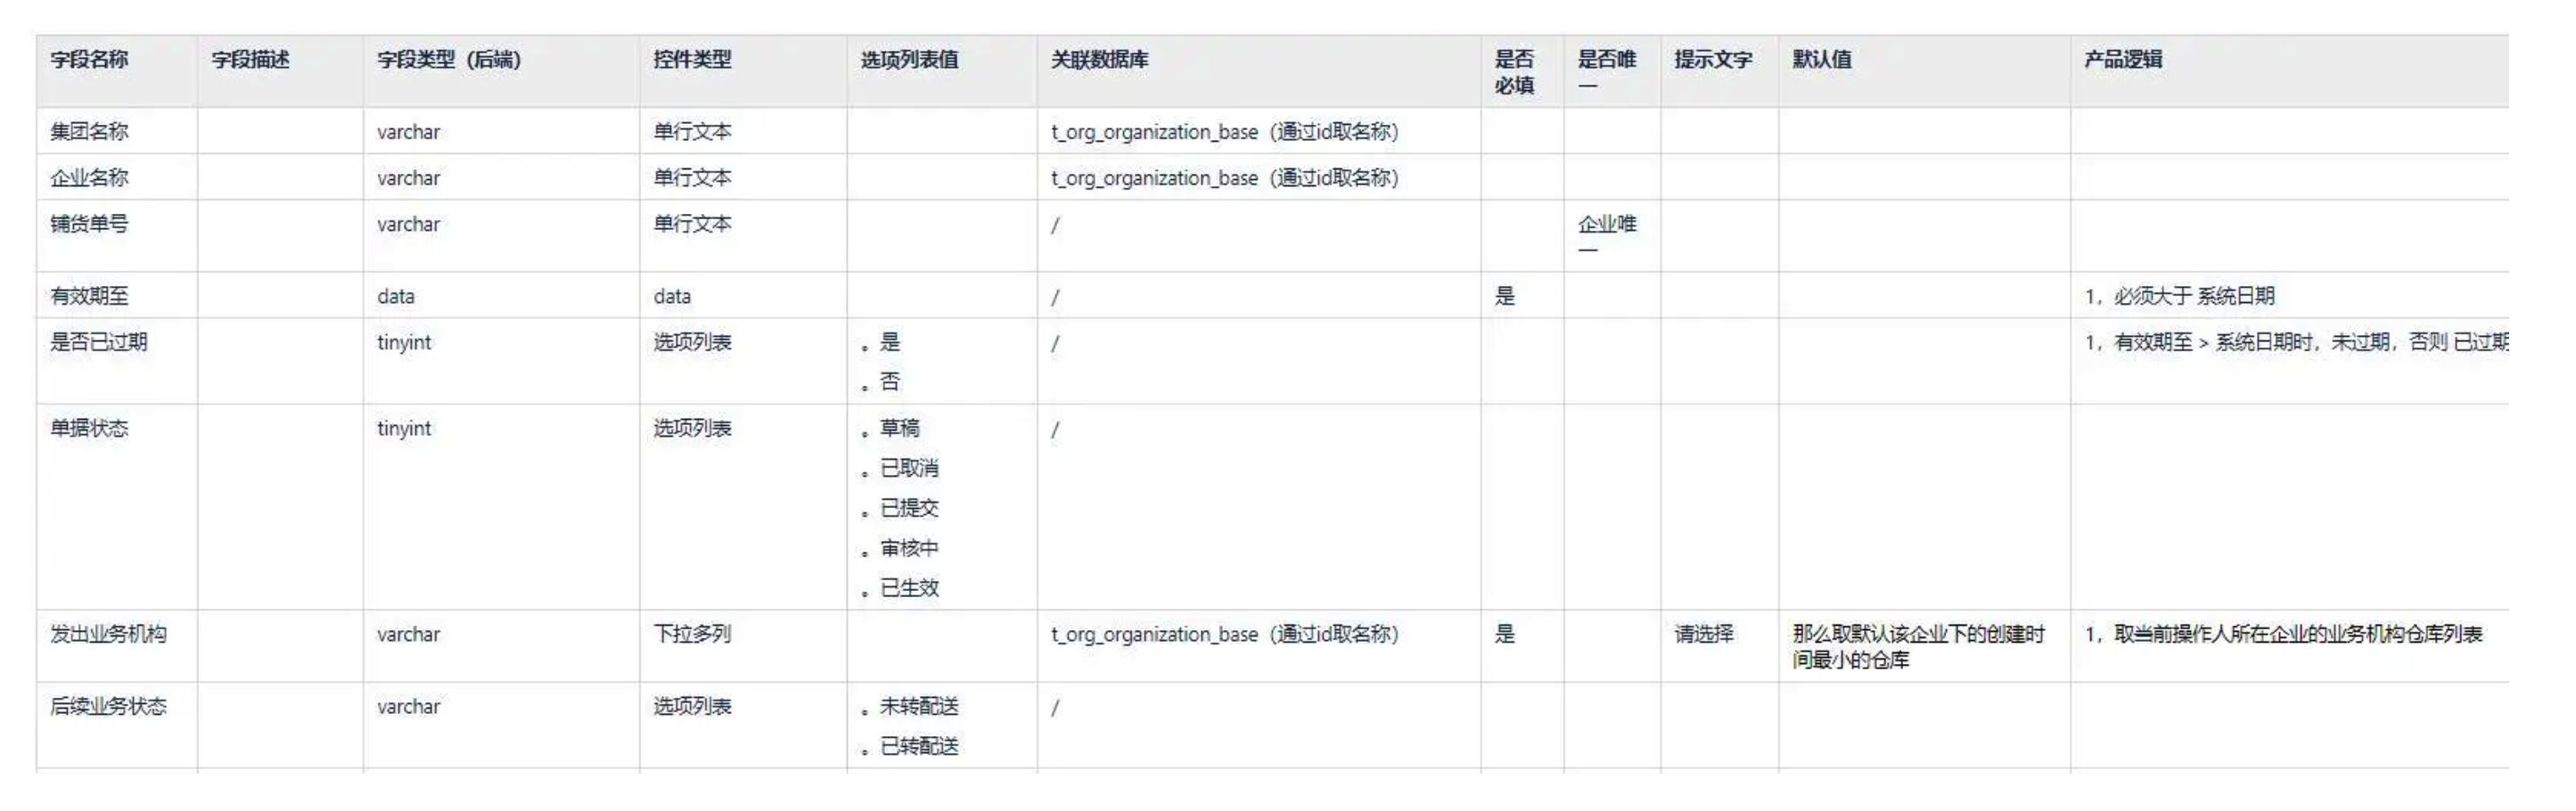 字段名称 字段描述 字段类型（后端） 控件类型 选项列表值 关联数据库 是否必填 是否唯一 提示文字 默认值 产品逻辑
集团名称 varchar 单行文本 t_org_organization_base（通过id取名称）
企业名称 varchar 单行文本 t_org_organization_base（通过id取名称）
铺货单号 varchar 单行文本 / 企业唯一
有效期至 data data / 是 1，必须大于 系统日期
是否已过期 tinyint 选项列表 。是 / 1，有效期至 > 系统日期时，未过期，否则 已过期
。否
单据状态 tinyint 选项列表 。草稿 /
。已取消
。已提交
。审核中
。已生效
发出业务机构 varchar 下拉多列 t_org_organization_base（通过id取名称） 是 请选择 那么取默认该企业下的创建时间最小的仓库 1，取当前操作人所在企业的业务机构仓库列表
后续业务状态 varchar 选项列表 。未转配送 /
。已转配送